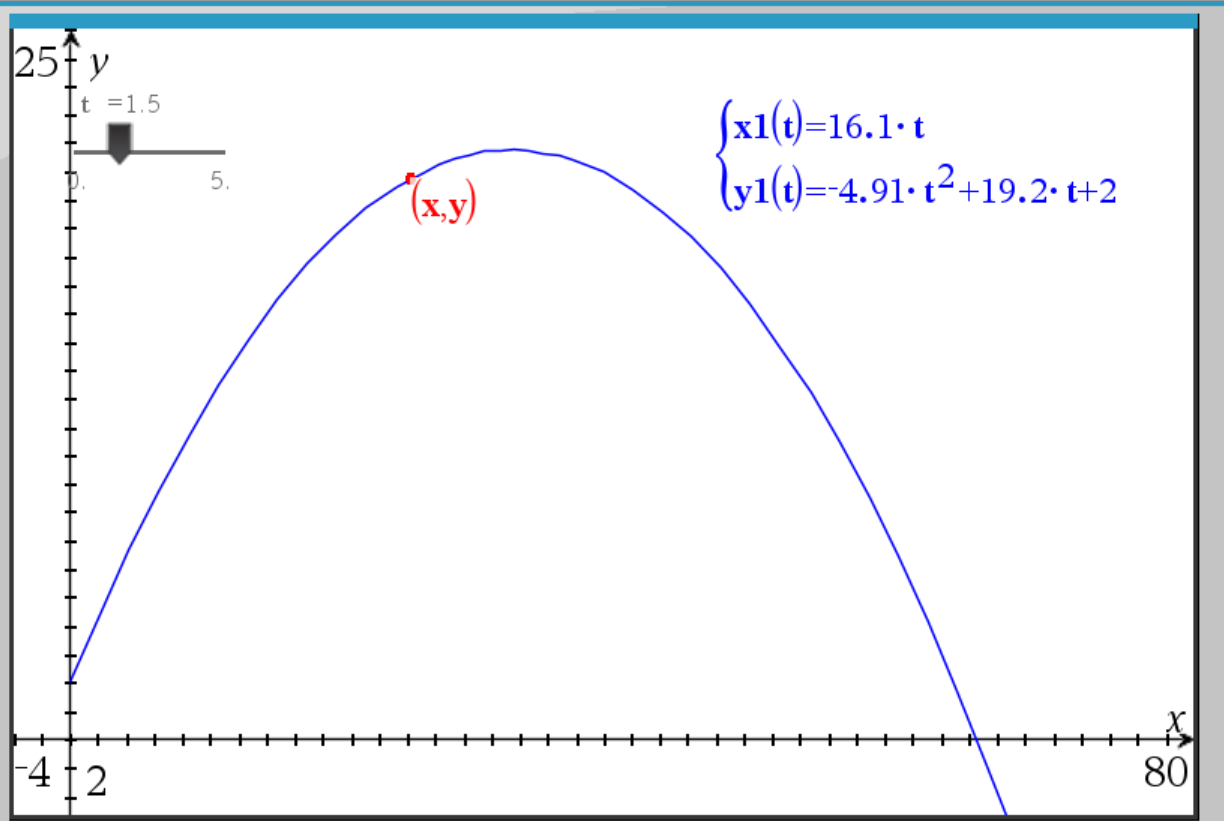 25 y
t =1.5
0. 5.
x1(t)=16.1·t
y1(t)=-4.91·t²+19.2·t+2
(x,y)
x
-4 2 80